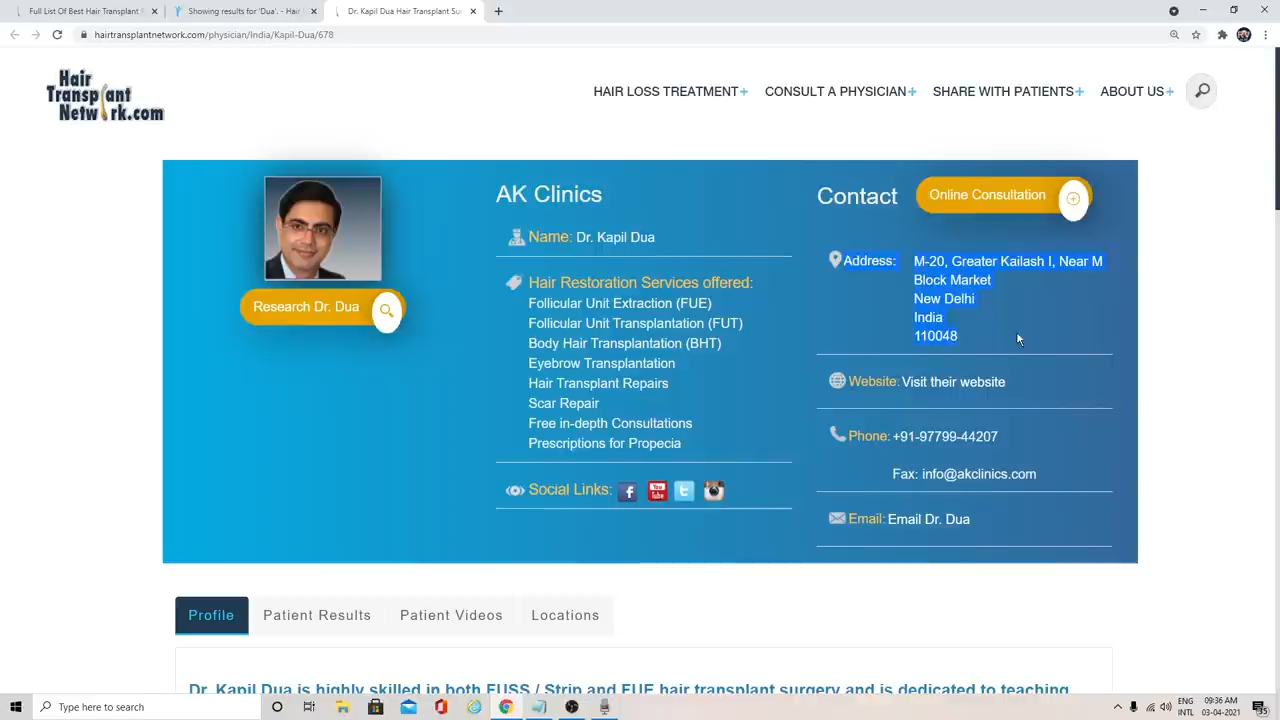 Full List Of Best Hair Transplant S
Showing results for 'Dua'. - Hair
Dr. Kapil Dua Hair Transplant Su
hairtransplantnetwork.com/physician/India/Kapil-Dua/678
Hair
Transplant
Network.com
HAIR LOSS TREATMENT+ CONSULT A PHYSICIAN+ SHARE WITH PATIENTS+ ABOUT US+
Research Dr. Dua
AK Clinics
Name: Dr. Kapil Dua
Hair Restoration Services offered:
Follicular Unit Extraction (FUE)
Follicular Unit Transplantation (FUT)
Body Hair Transplantation (BHT)
Eyebrow Transplantation
Hair Transplant Repairs
Scar Repair
Free in-depth Consultations
Prescriptions for Propecia
Social Links:
Contact
Online Consultation
Address: M-20, Greater Kailash I, Near M
Block Market
New Delhi
India
110048
Website: Visit their website
Phone: +91-97799-44207
Fax: info@akclinics.com
Email: Email Dr. Dua
Profile Patient Results Patient Videos Locations
Dr. Kapil Dua is highly skilled in both FUSS / Strip and FUE hair transplant surgery and is dedicated to teaching
Type here to search
ENG
INTL
09:36 AM
03-04-2021